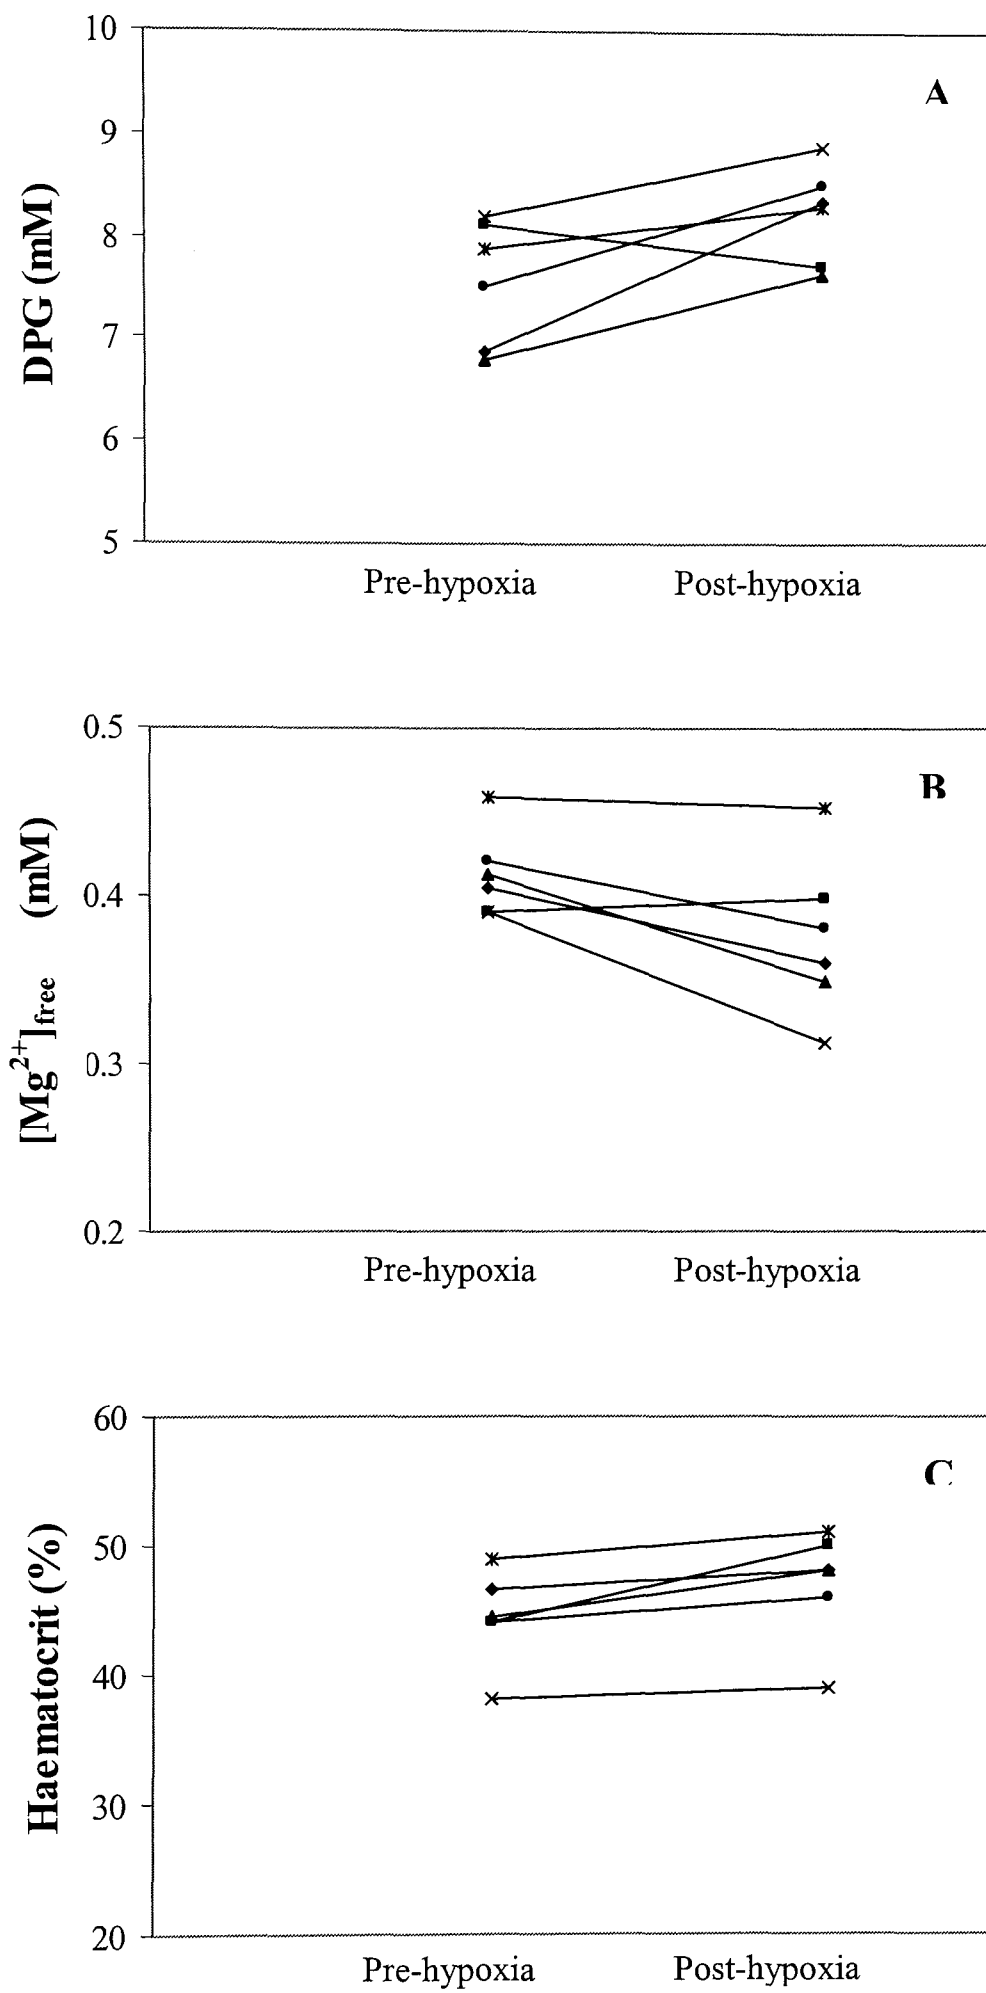 A
10
9
8
7
6
5
DPG (mM)
Pre-hypoxia Post-hypoxia
B
0.5
0.4
0.3
0.2
[Mg²⁺]free (mM)
Pre-hypoxia Post-hypoxia
C
60
50
40
30
20
Haematocrit (%)
Pre-hypoxia Post-hypoxia